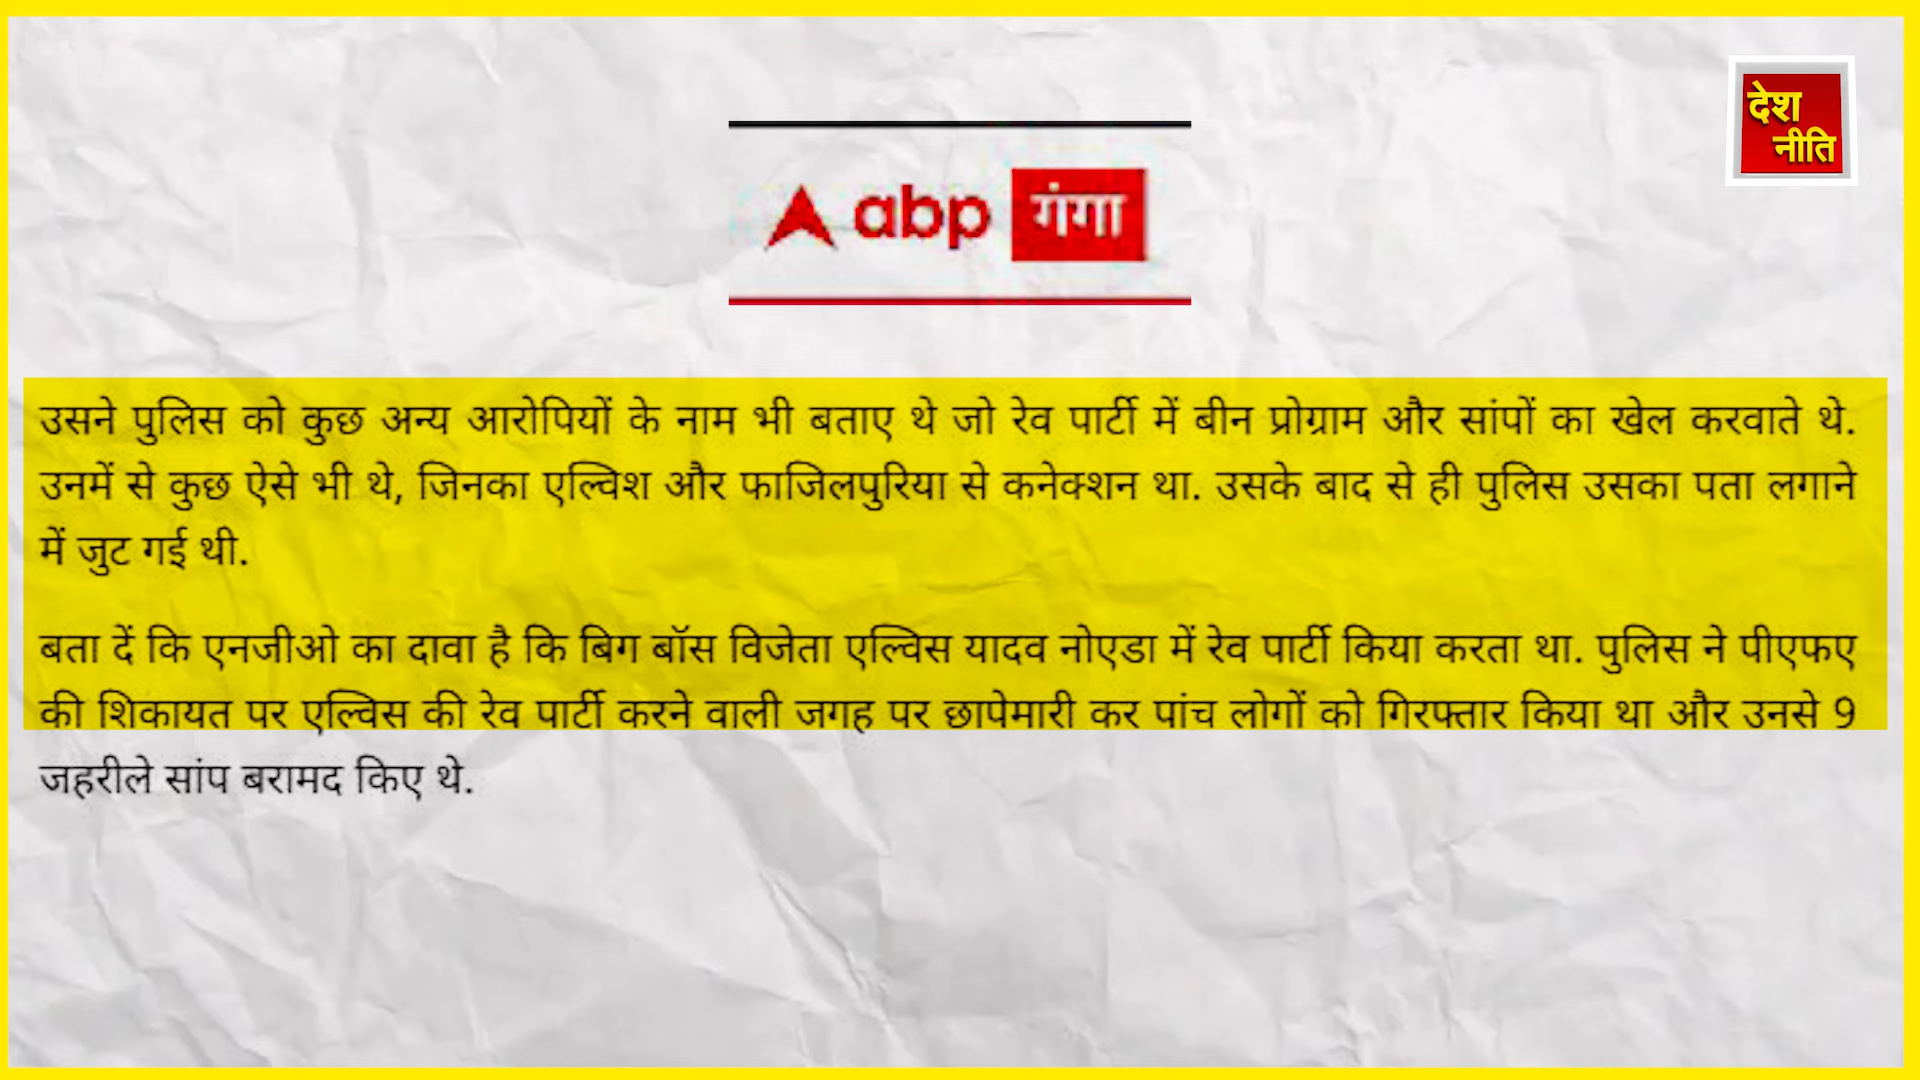 देश
नीति
abp गंगा
उसने पुलिस को कुछ अन्य आरोपियों के नाम भी बताए थे जो रेव पार्टी में बीन प्रोग्राम और सांपों का खेल करवाते थे.
उनमें से कुछ ऐसे भी थे, जिनका एल्विश और फाजिलपुरिया से कनेक्शन था. उसके बाद से ही पुलिस उसका पता लगाने
में जुट गई थी.
बता दें कि एनजीओ का दावा है कि बिग बॉस विजेता एल्विस यादव नोएडा में रेव पार्टी किया करता था. पुलिस ने पीएफए
की शिकायत पर एल्विस की रेव पार्टी करने वाली जगह पर छापेमारी कर पांच लोगों को गिरफ्तार किया था और उनसे 9
जहरीले सांप बरामद किए थे.